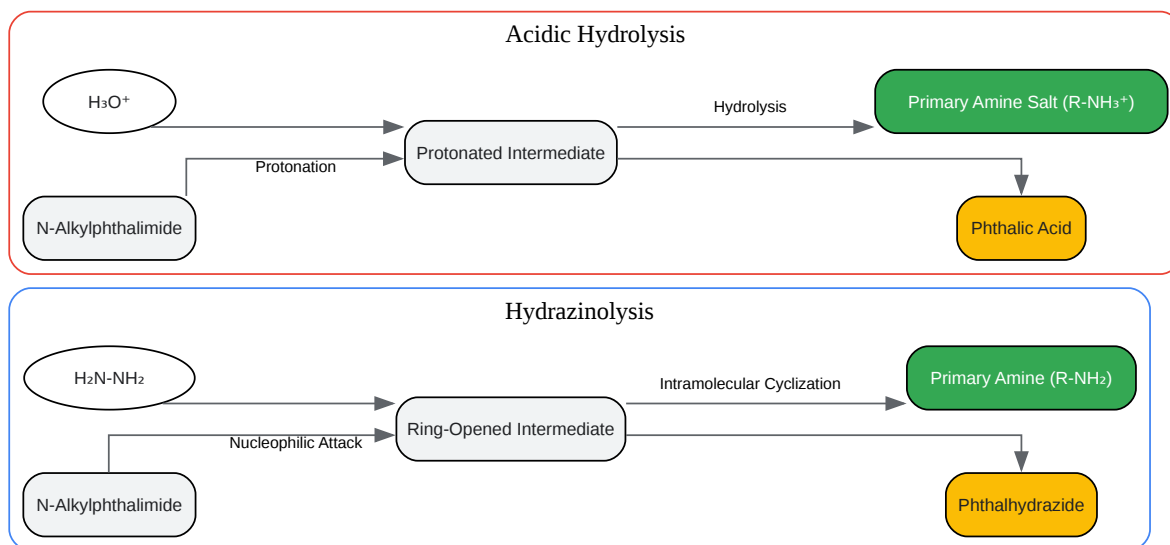 Acidic Hydrolysis
H₃O⁺
Hydrolysis
Primary Amine Salt (R-NH₃⁺)
Protonated Intermediate
Protonation
N-Alkylphthalimide
Phthalic Acid
Hydrazinolysis
H₂N-NH₂
Intramolecular Cyclization
Primary Amine (R-NH₂)
Ring-Opened Intermediate
Nucleophilic Attack
N-Alkylphthalimide
Phthalhydrazide